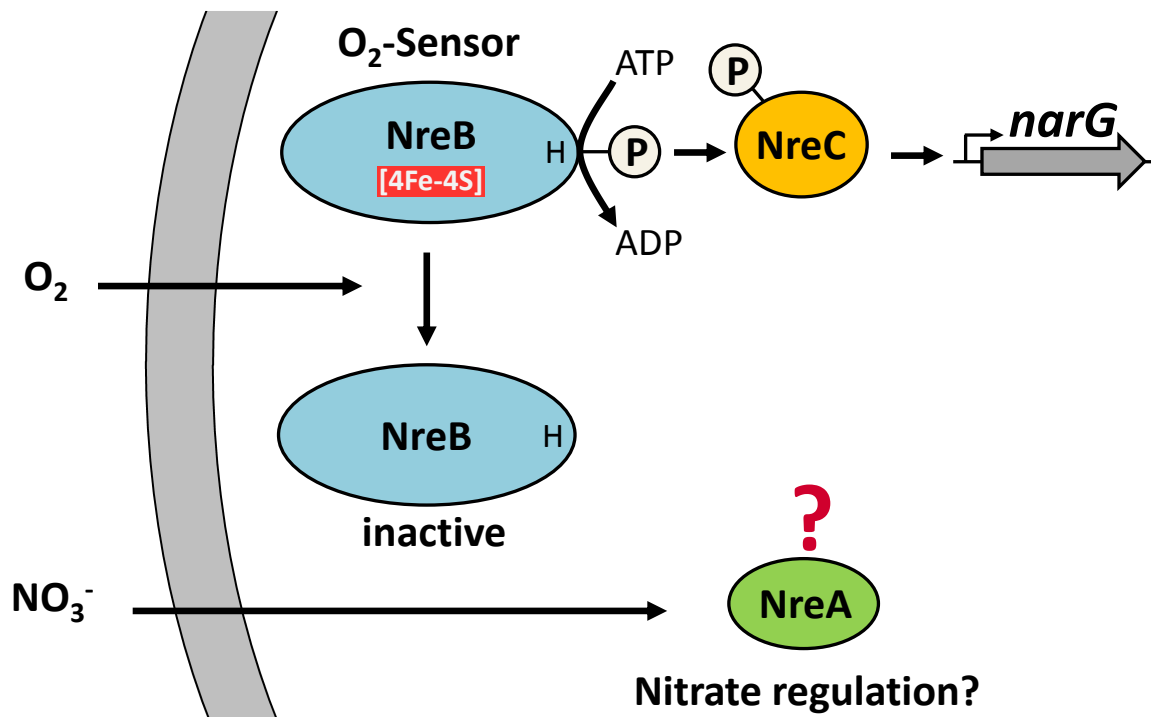 O₂-Sensor
NreB
[4Fe-4S]
H
ATP
P
ADP
P
NreC
narG
O₂
NreB
H
inactive
?
NO₃⁻
NreA
Nitrate regulation?